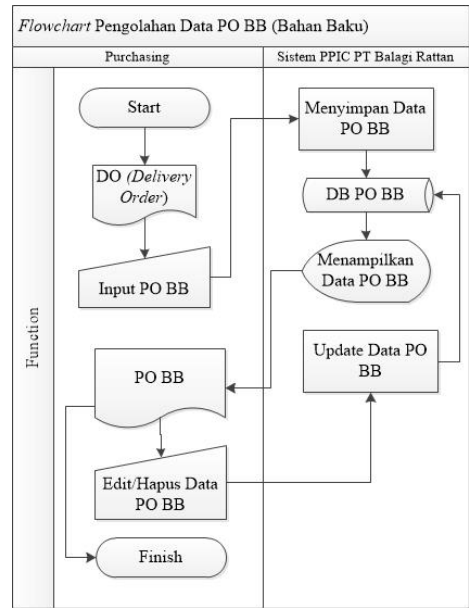 Flowchart Pengolahan Data PO BB (Bahan Baku)
Purchasing
Sistem PPIC PT Balagi Rattan
Function
Start
DO (Delivery
Order)
Input PO BB
Menyimpan Data
PO BB
DB PO BB
Menampilkan
Data PO BB
PO BB
Update Data PO
BB
Edit/Hapus Data
PO BB
Finish